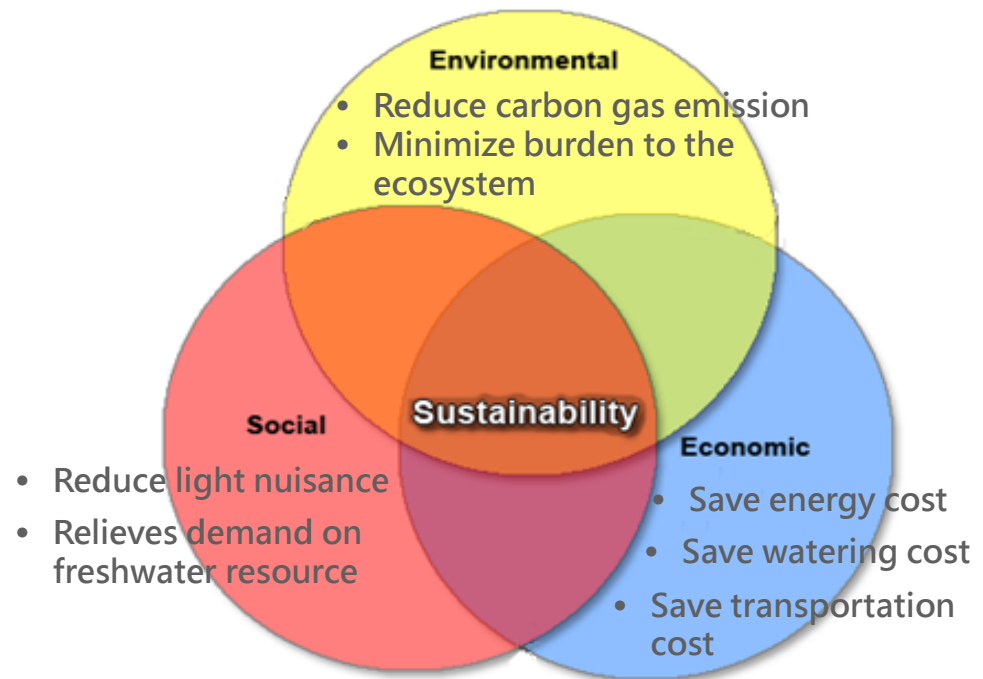 Environmental
• Reduce carbon gas emission
• Minimize burden to the
ecosystem
Sustainability
Social
• Reduce light nuisance
• Relieves demand on
freshwater resource
Economic
• Save energy cost
• Save watering cost
• Save transportation
cost